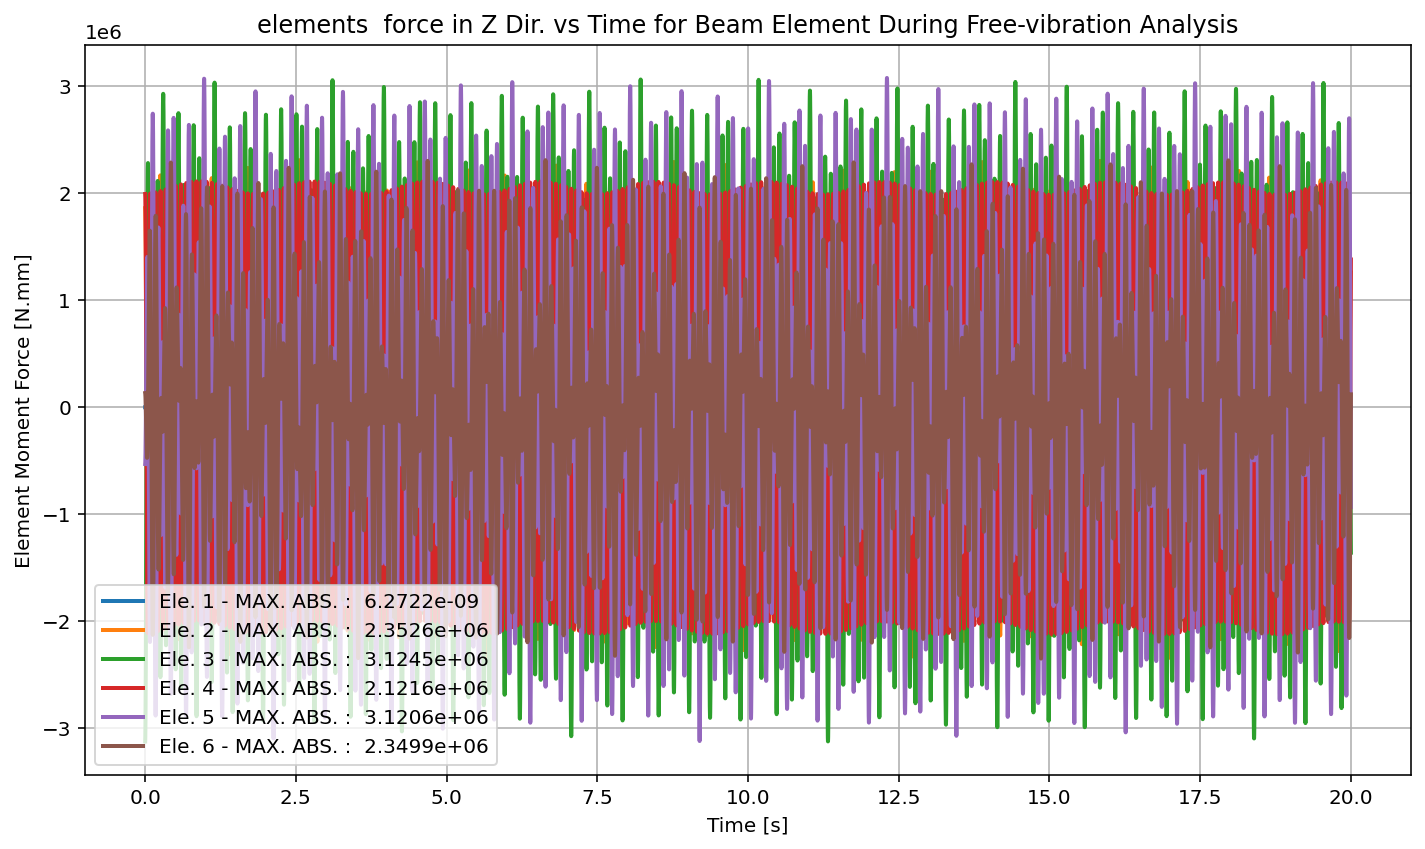 elements  force in Z Dir. vs Time for Beam Element During Free-vibration Analysis
1e6
3
2
1
0
−1
−2
−3
Element Moment Force [N.mm]
Ele. 1 - MAX. ABS. :  6.2722e-09
Ele. 2 - MAX. ABS. :  2.3526e+06
Ele. 3 - MAX. ABS. :  3.1245e+06
Ele. 4 - MAX. ABS. :  2.1216e+06
Ele. 5 - MAX. ABS. :  3.1206e+06
Ele. 6 - MAX. ABS. :  2.3499e+06
0.0 2.5 5.0 7.5 10.0 12.5 15.0 17.5 20.0
Time [s]